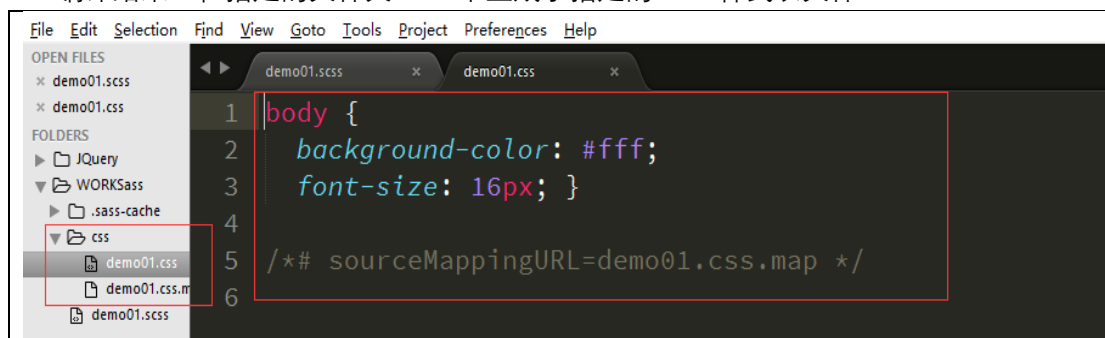 File Edit Selection Find View Goto Tools Project Preferences Help
OPEN FILES
× demo01.scss
× demo01.css
FOLDERS
JQuery
WORKSass
.sass-cache
css
demo01.css
demo01.css.m
demo01.scss
demo01.scss ×
demo01.css ×
1 body {
2 background-color: #fff;
3 font-size: 16px; }
4
5 /*# sourceMappingURL=demo01.css.map */
6